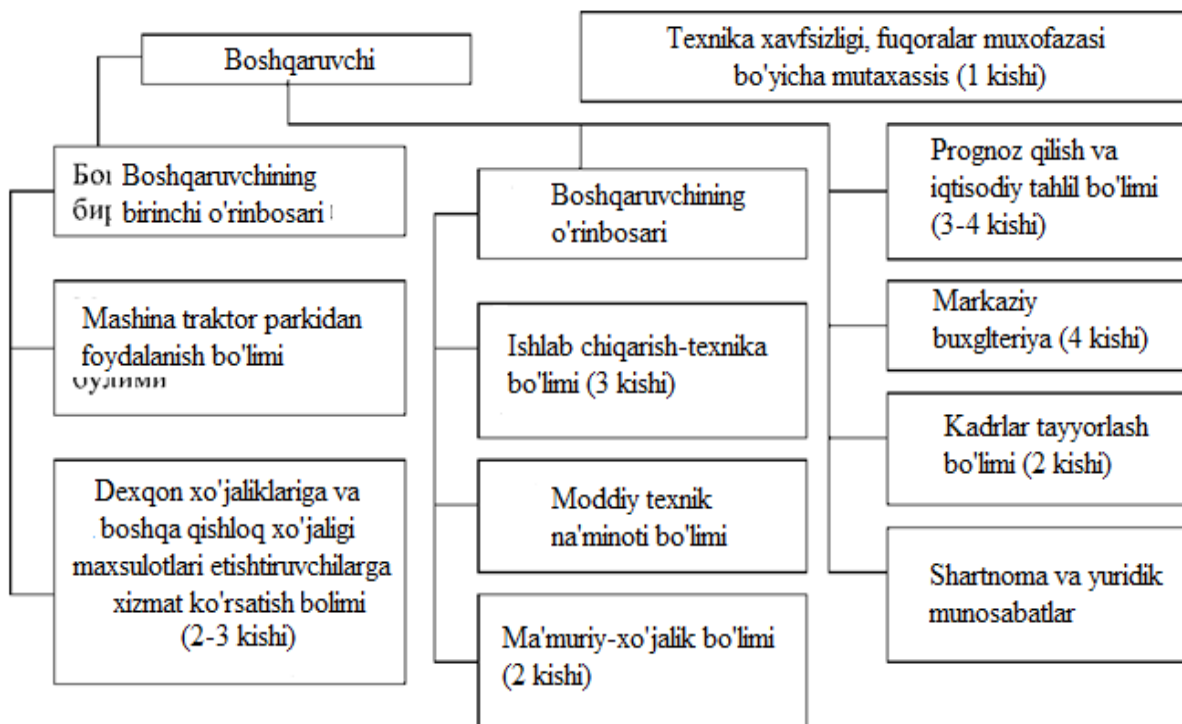 Boshqaruvchi
Texnika xavfsizligi, fuqoralar muxofazasi
bo'yicha mutaxassis (1 kishi)
Boshqaruvchining
birinchi o'rinbosari
Mashina traktor parkidan
foydalanish bo'limi
булими
Dexqon xo'jaliklariga va
boshqa qishloq xo'jaligi
maxsulotlari etishtiruvchilarga
xizmat ko'rsatish bolimi
(2-3 kishi)
Boshqaruvchining
o'rinbosari
Ishlab chiqarish-texnika
bo'limi (3 kishi)
Moddiy texnik
na'minoti bo'limi
Ma'muriy-xo'jalik bo'limi
(2 kishi)
Prognoz qilish va
iqtisodiy tahlil bo'limi
(3-4 kishi)
Markaziy
buxglteriya (4 kishi)
Kadrlar tayyorlash
bo'limi (2 kishi)
Shartnoma va yuridik
munosabatlar